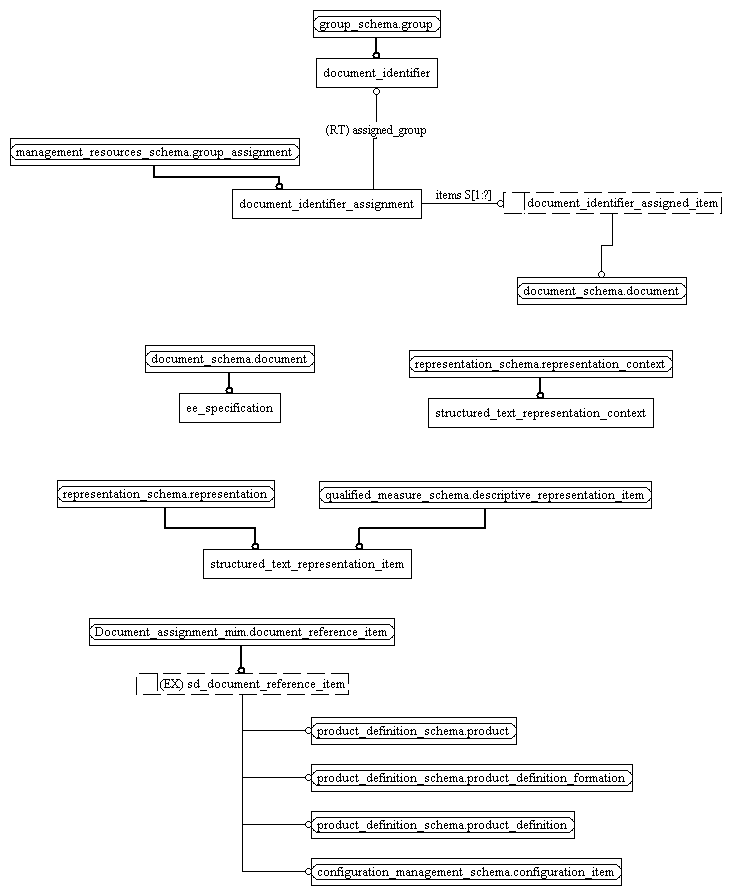 group_schema.group
document_identifier
(RT) assigned_group
management_resources_schema.group_assignment
document_identifier_assignment
items S[1:?]
document_identifier_assigned_item
document_schema.document
document_schema.document
ee_specification
representation_schema.representation_context
structured_text_representation_context
representation_schema.representation
qualified_measure_schema.descriptive_representation_item
structured_text_representation_item
Document_assignment_mim.document_reference_item
(EX) sd_document_reference_item
product_definition_schema.product
product_definition_schema.product_definition_formation
product_definition_schema.product_definition
configuration_management_schema.configuration_item